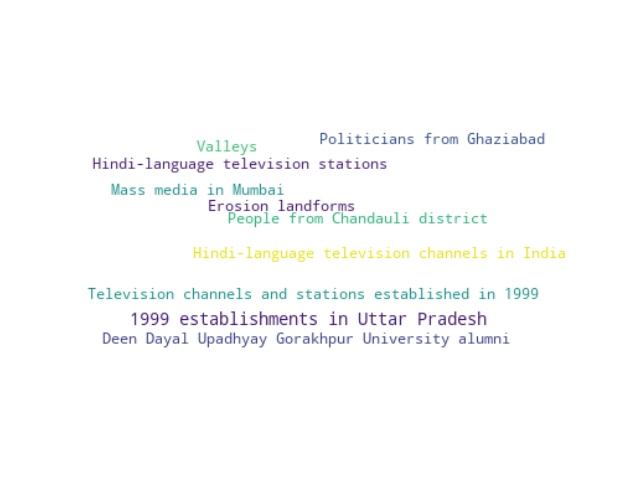 Politicians from Ghaziabad
Valleys
Hindi-language television stations
Mass media in Mumbai
Erosion landforms
People from Chandauli district
Hindi-language television channels in India
Television channels and stations established in 1999
1999 establishments in Uttar Pradesh
Deen Dayal Upadhyay Gorakhpur University alumni